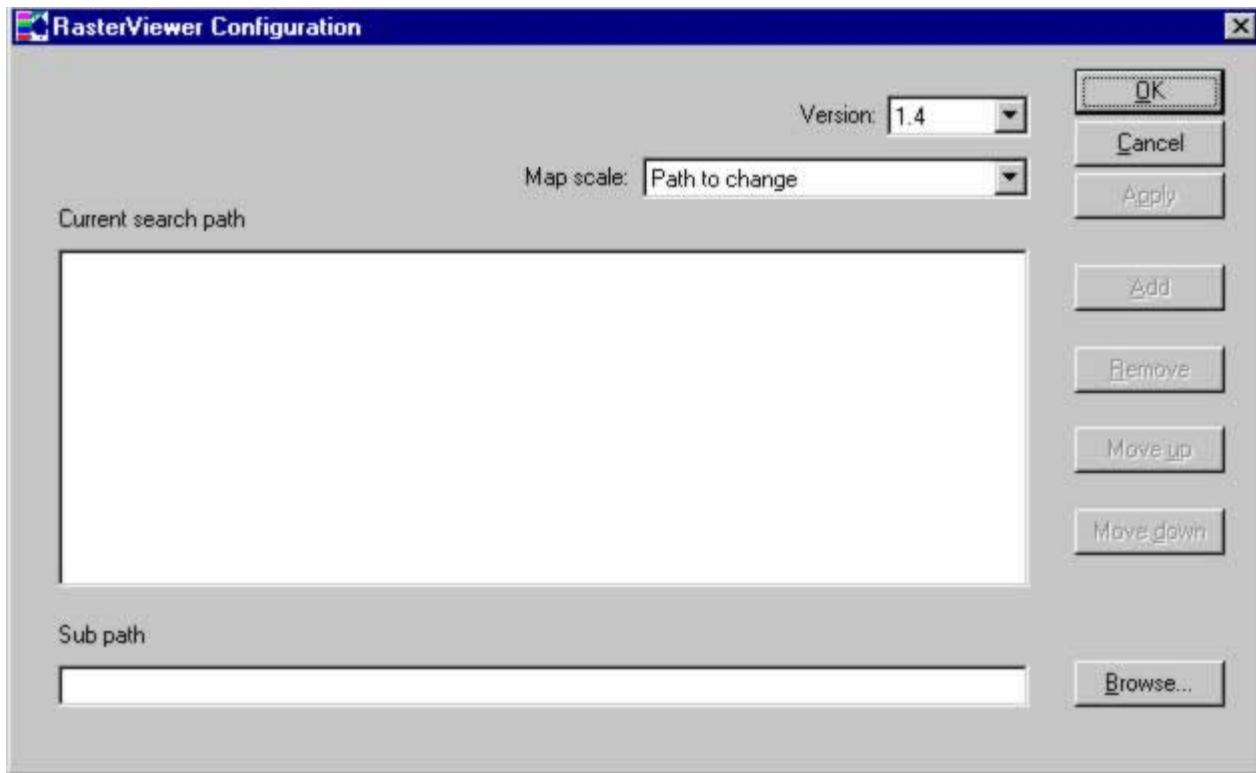 RasterViewer Configuration
Version: 1.4
OK
Cancel
Map scale: Path to change
Apply
Current search path
Add
Remove
Move up
Move down
Sub path
Browse...